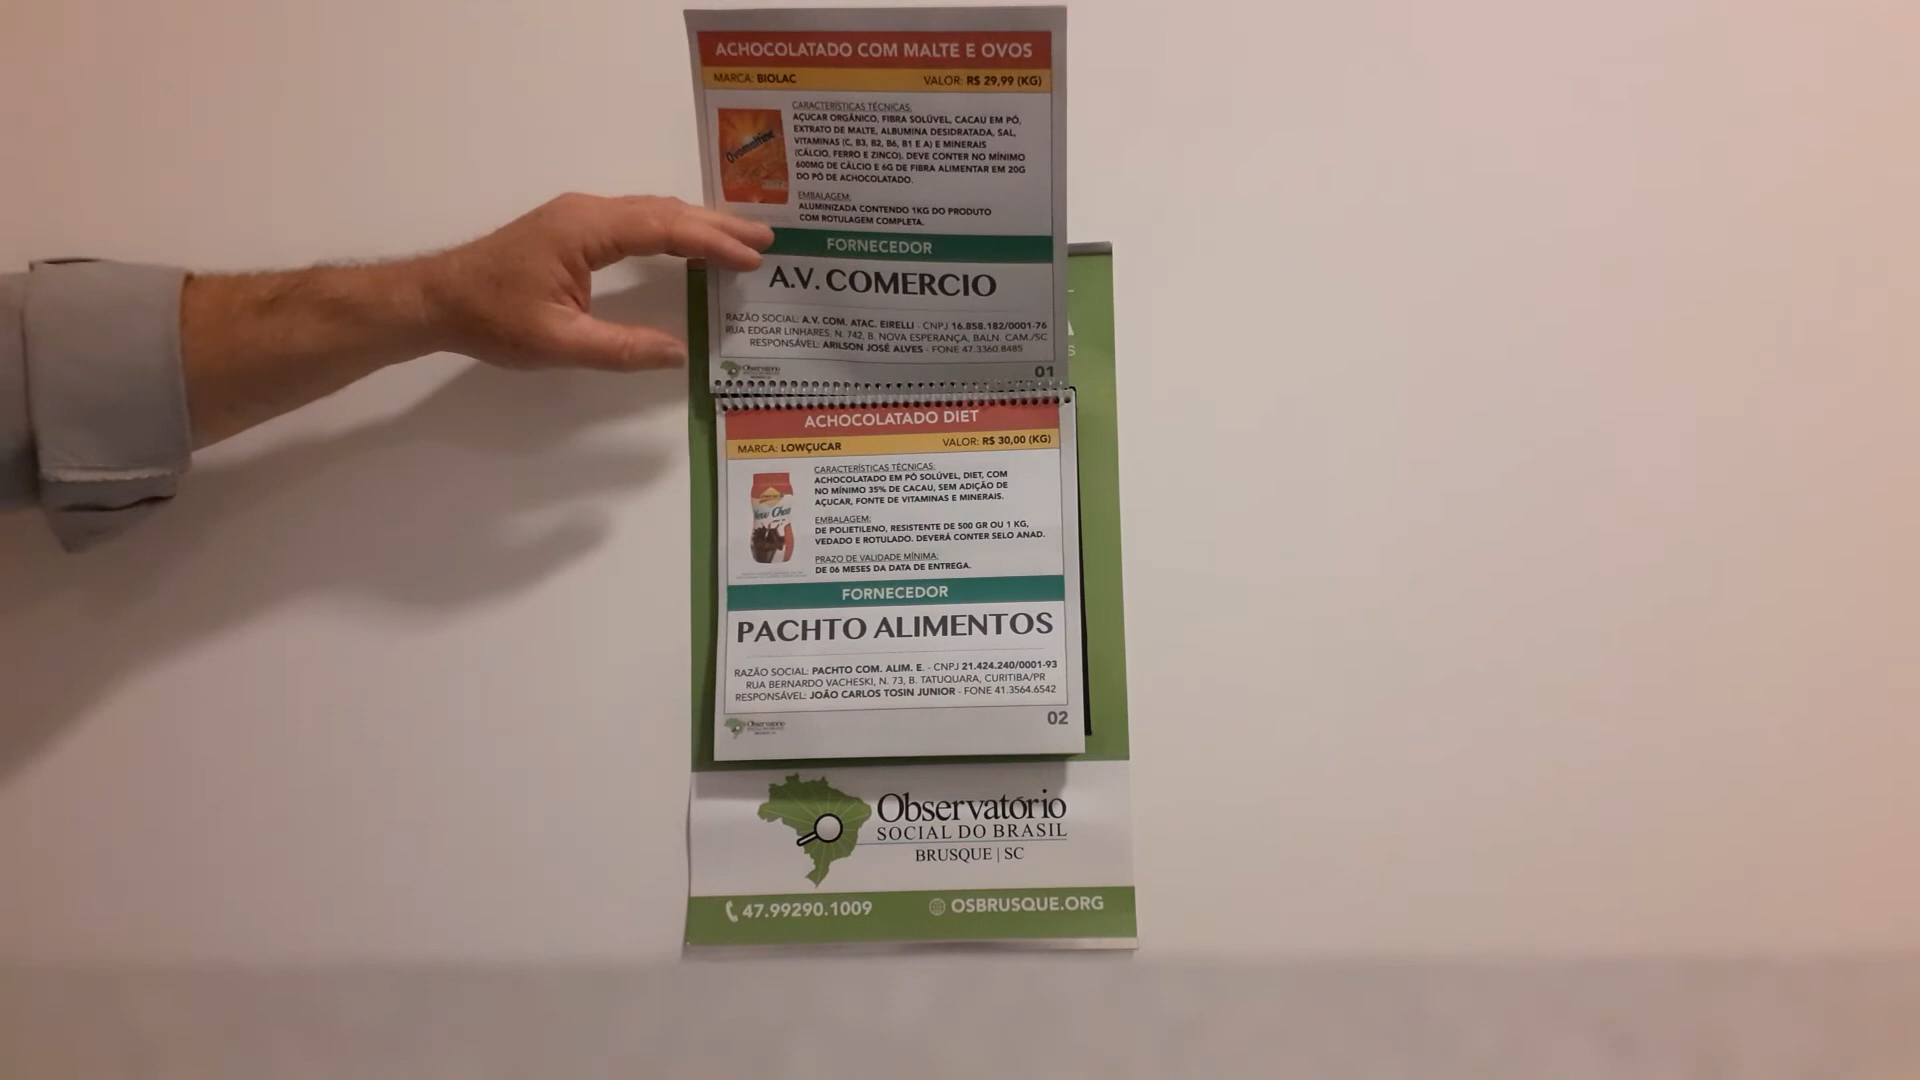 ACHOCOLATADO COM MALTE E OVOS
MARCA: BIOLAC VALOR: R$ 29,99 (KG)
CARACTERÍSTICAS TÉCNICAS:
AÇUCAR ORGÂNICO, FIBRA SOLÚVEL, CACAU EM PÓ,
EXTRATO DE MALTE, ALBUMINA DESIDRATADA, SAL,
VITAMINAS (C, B3, B2, B6, B1 E A) E MINERAIS
(CÁLCIO, FERRO E ZINCO). DEVE CONTER NO MÍNIMO
600MG DE CÁLCIO E 6G DE FIBRA ALIMENTAR EM 20G
DO PÓ DE ACHOCOLATADO.
Ovomaltine
EMBALAGEM:
ALUMINIZADA CONTENDO 1KG DO PRODUTO
COM ROTULAGEM COMPLETA.
FORNECEDOR
A.V. COMERCIO
RAZÃO SOCIAL: A.V. COM. ATAC. EIRELLI - CNPJ 16.858.182/0001-76
RUA EDGAR LINHARES, N. 742, B. NOVA ESPERANÇA, BALN. CAM./SC
RESPONSÁVEL: ARILSON JOSÉ ALVES - FONE 47.3360.8485
Observatório
01
ACHOCOLATADO DIET
MARCA: LOWÇUCAR VALOR: R$ 30,00 (KG)
CARACTERÍSTICAS TÉCNICAS:
ACHOCOLATADO EM PÓ SOLÚVEL, DIET, COM
NO MÍNIMO 35% DE CACAU, SEM ADIÇÃO DE
AÇUCAR, FONTE DE VITAMINAS E MINERAIS.
EMBALAGEM:
DE POLIETILENO, RESISTENTE DE 500 GR OU 1 KG,
VEDADO E ROTULADO. DEVERÁ CONTER SELO ANAD.
PRAZO DE VALIDADE MÍNIMA:
DE 06 MESES DA DATA DE ENTREGA.
FORNECEDOR
PACHTO ALIMENTOS
RAZÃO SOCIAL: PACHTO COM. ALIM. E. - CNPJ 21.424.240/0001-93
RUA BERNARDO VACHESKI, N. 73, B. TATUQUARA, CURITIBA/PR
RESPONSÁVEL: JOÃO CARLOS TOSIN JUNIOR - FONE 41.3564.6542
Observatório
SOCIAL DO BRASIL
02
Observatório
SOCIAL DO BRASIL
BRUSQUE | SC
47.99290.1009 OSBRUSQUE.ORG